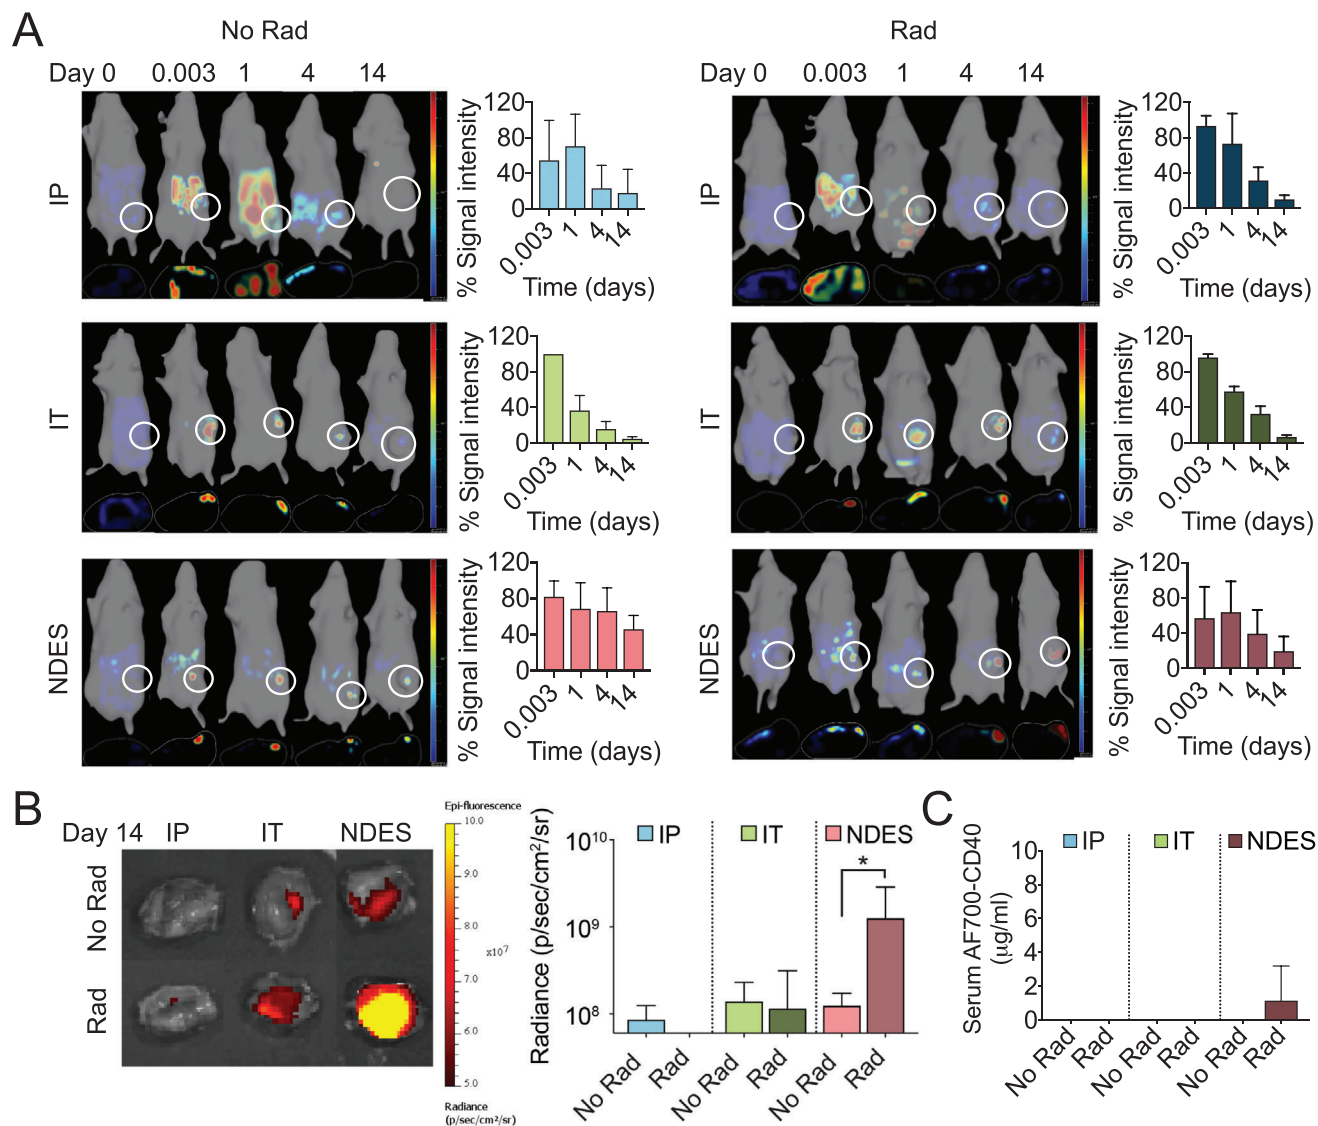 A
No Rad
Rad
Day 0 0.003 1 4 14
Day 0 0.003 1 4 14
IP
120
80
40
0
% Signal intensity
0.003 1 4 14
Time (days)
IP
120
80
40
0
% Signal intensity
0.003 1 4 14
Time (days)
IT
120
80
40
0
% Signal intensity
0.003 1 4 14
Time (days)
IT
120
80
40
0
% Signal intensity
0.003 1 4 14
Time (days)
NDES
120
80
40
0
% Signal intensity
0.003 1 4 14
Time (days)
NDES
120
80
40
0
% Signal intensity
0.003 1 4 14
Time (days)
B
Day 14 IP IT NDES
No Rad
Rad
Epi-fluorescence
10.0
9.0
8.0
x10⁷
7.0
6.0
5.0
Radiance
(p/sec/cm²/sr)
Radiance (p/sec/cm²/sr)
10¹⁰
10⁹
10⁸
IP IT NDES
*
No Rad Rad No Rad Rad No Rad Rad
C
Serum AF700-CD40
(µg/ml)
10
8
6
4
2
0
IP IT NDES
No Rad Rad No Rad Rad No Rad Rad